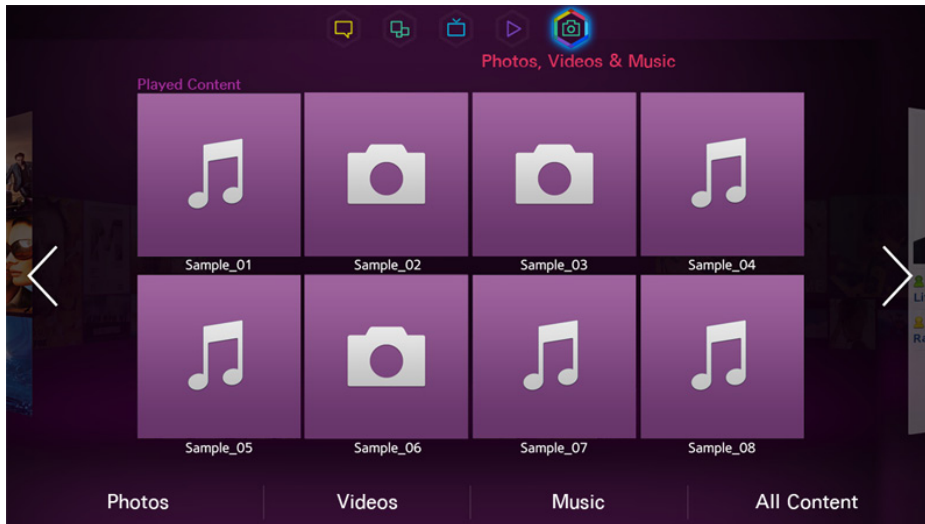 Photos, Videos & Music
Played Content
Sample_01 Sample_02 Sample_03 Sample_04
Sample_05 Sample_06 Sample_07 Sample_08
Photos Videos Music All Content